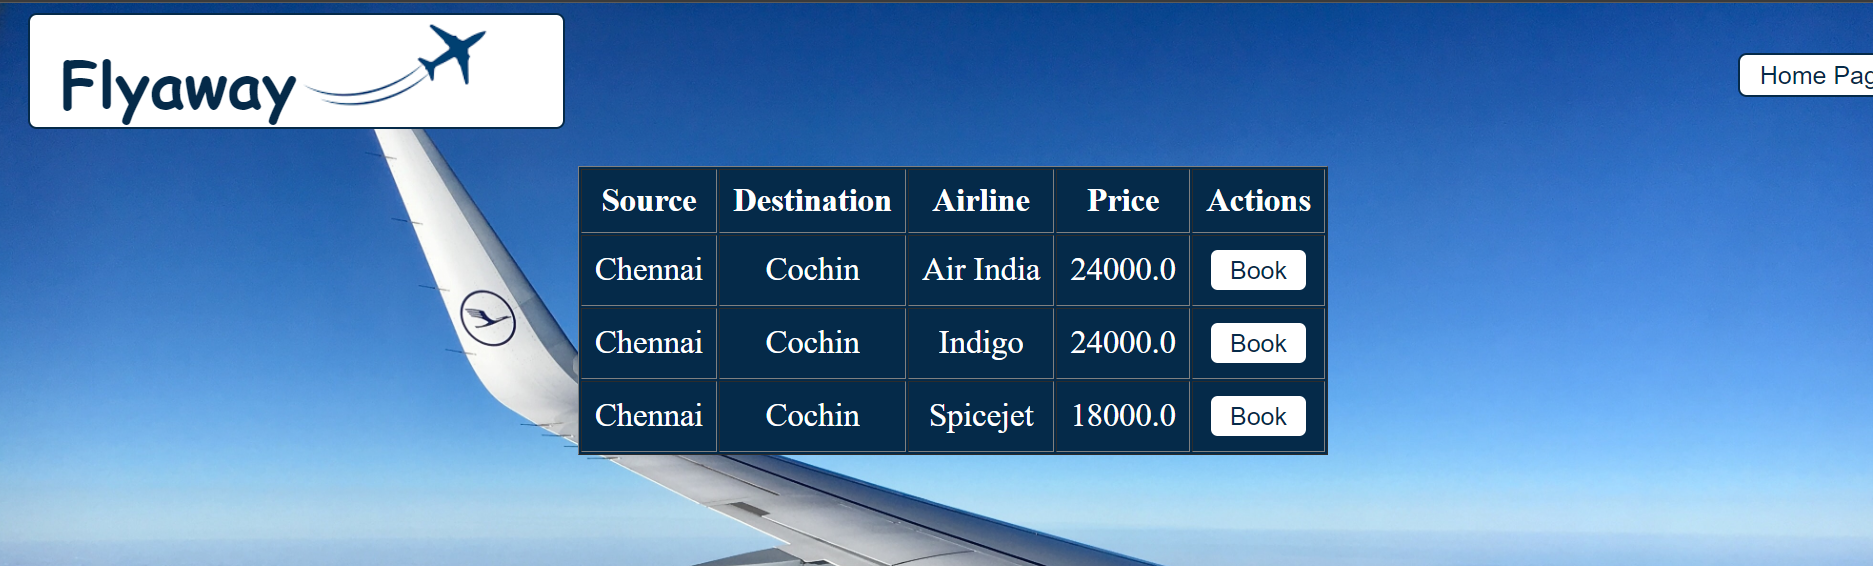 Flyaway
Home Pag
Source Destination Airline Price Actions
Chennai Cochin Air India 24000.0 Book
Chennai Cochin Indigo 24000.0 Book
Chennai Cochin Spicejet 18000.0 Book